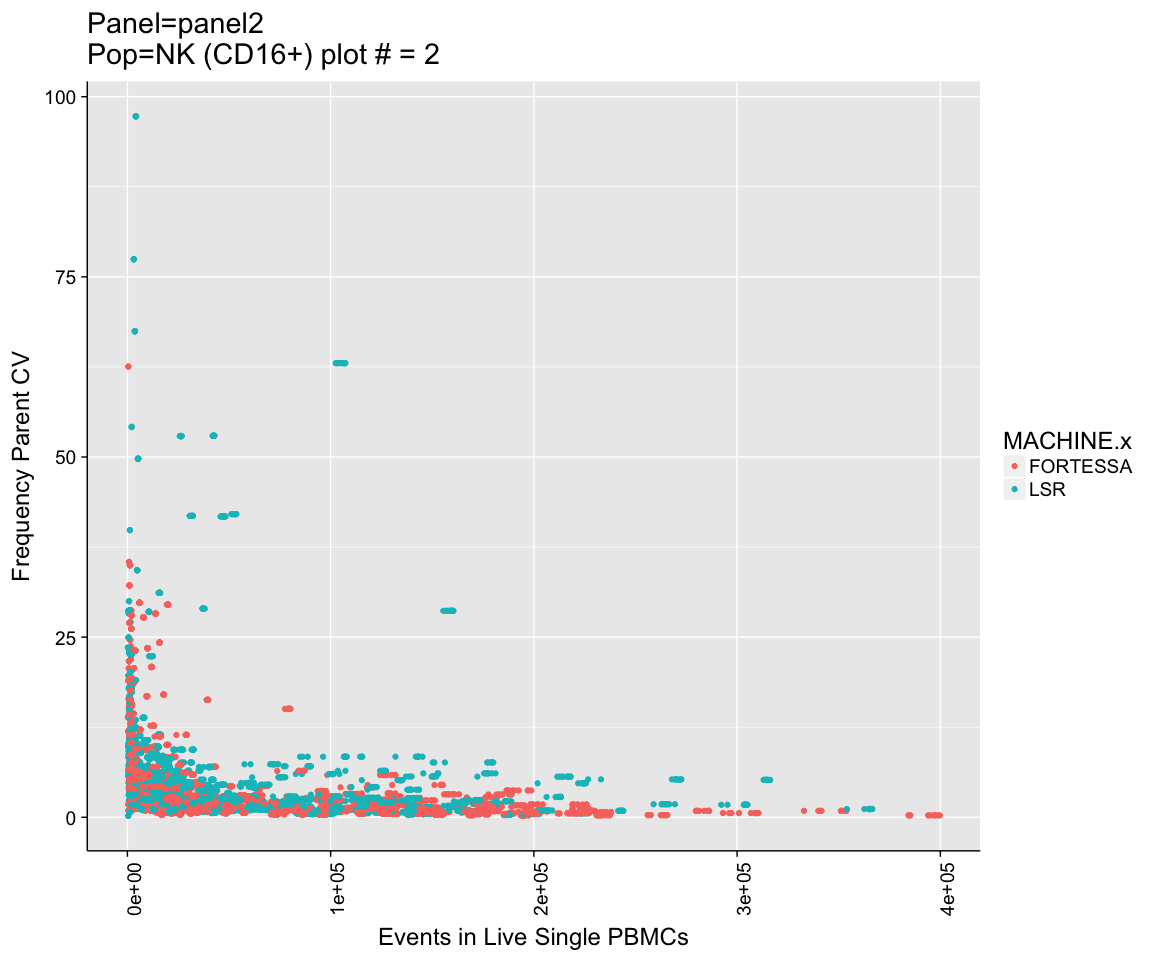 Panel=panel2
Pop=NK (CD16+) plot # = 2
100
75
50
25
0
Frequency Parent CV
0e+00
1e+05
2e+05
3e+05
4e+05
Events in Live Single PBMCs
MACHINE.x
FORTESSA
LSR